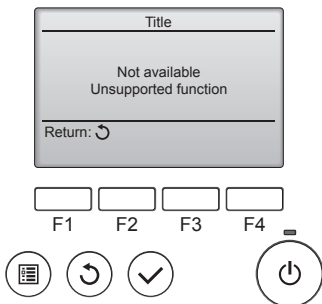 Title
Not available
Unsupported function
Return:
F1 F2 F3 F4